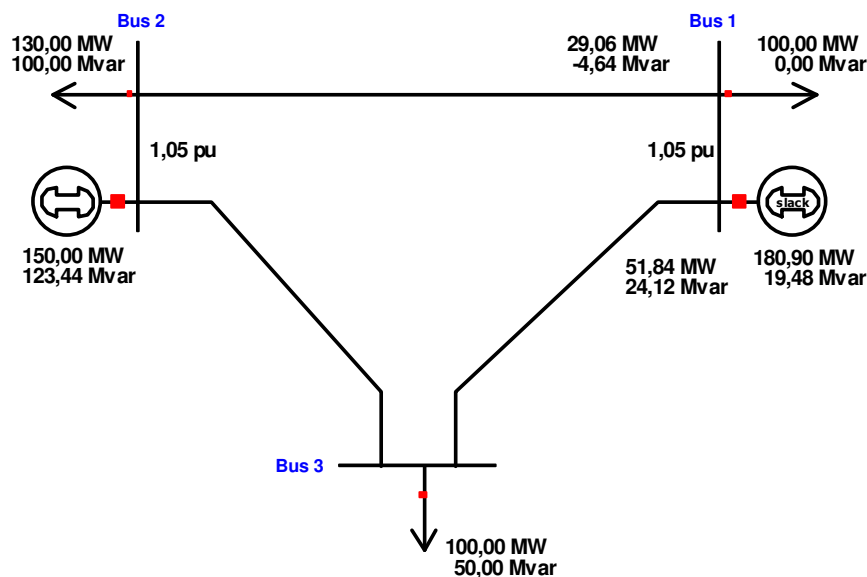 Bus 2
Bus 1
130,00 MW
100,00 Mvar
29,06 MW
-4,64 Mvar
100,00 MW
0,00 Mvar
1,05 pu
1,05 pu
slack
150,00 MW
123,44 Mvar
51,84 MW
24,12 Mvar
180,90 MW
19,48 Mvar
Bus 3
100,00 MW
50,00 Mvar